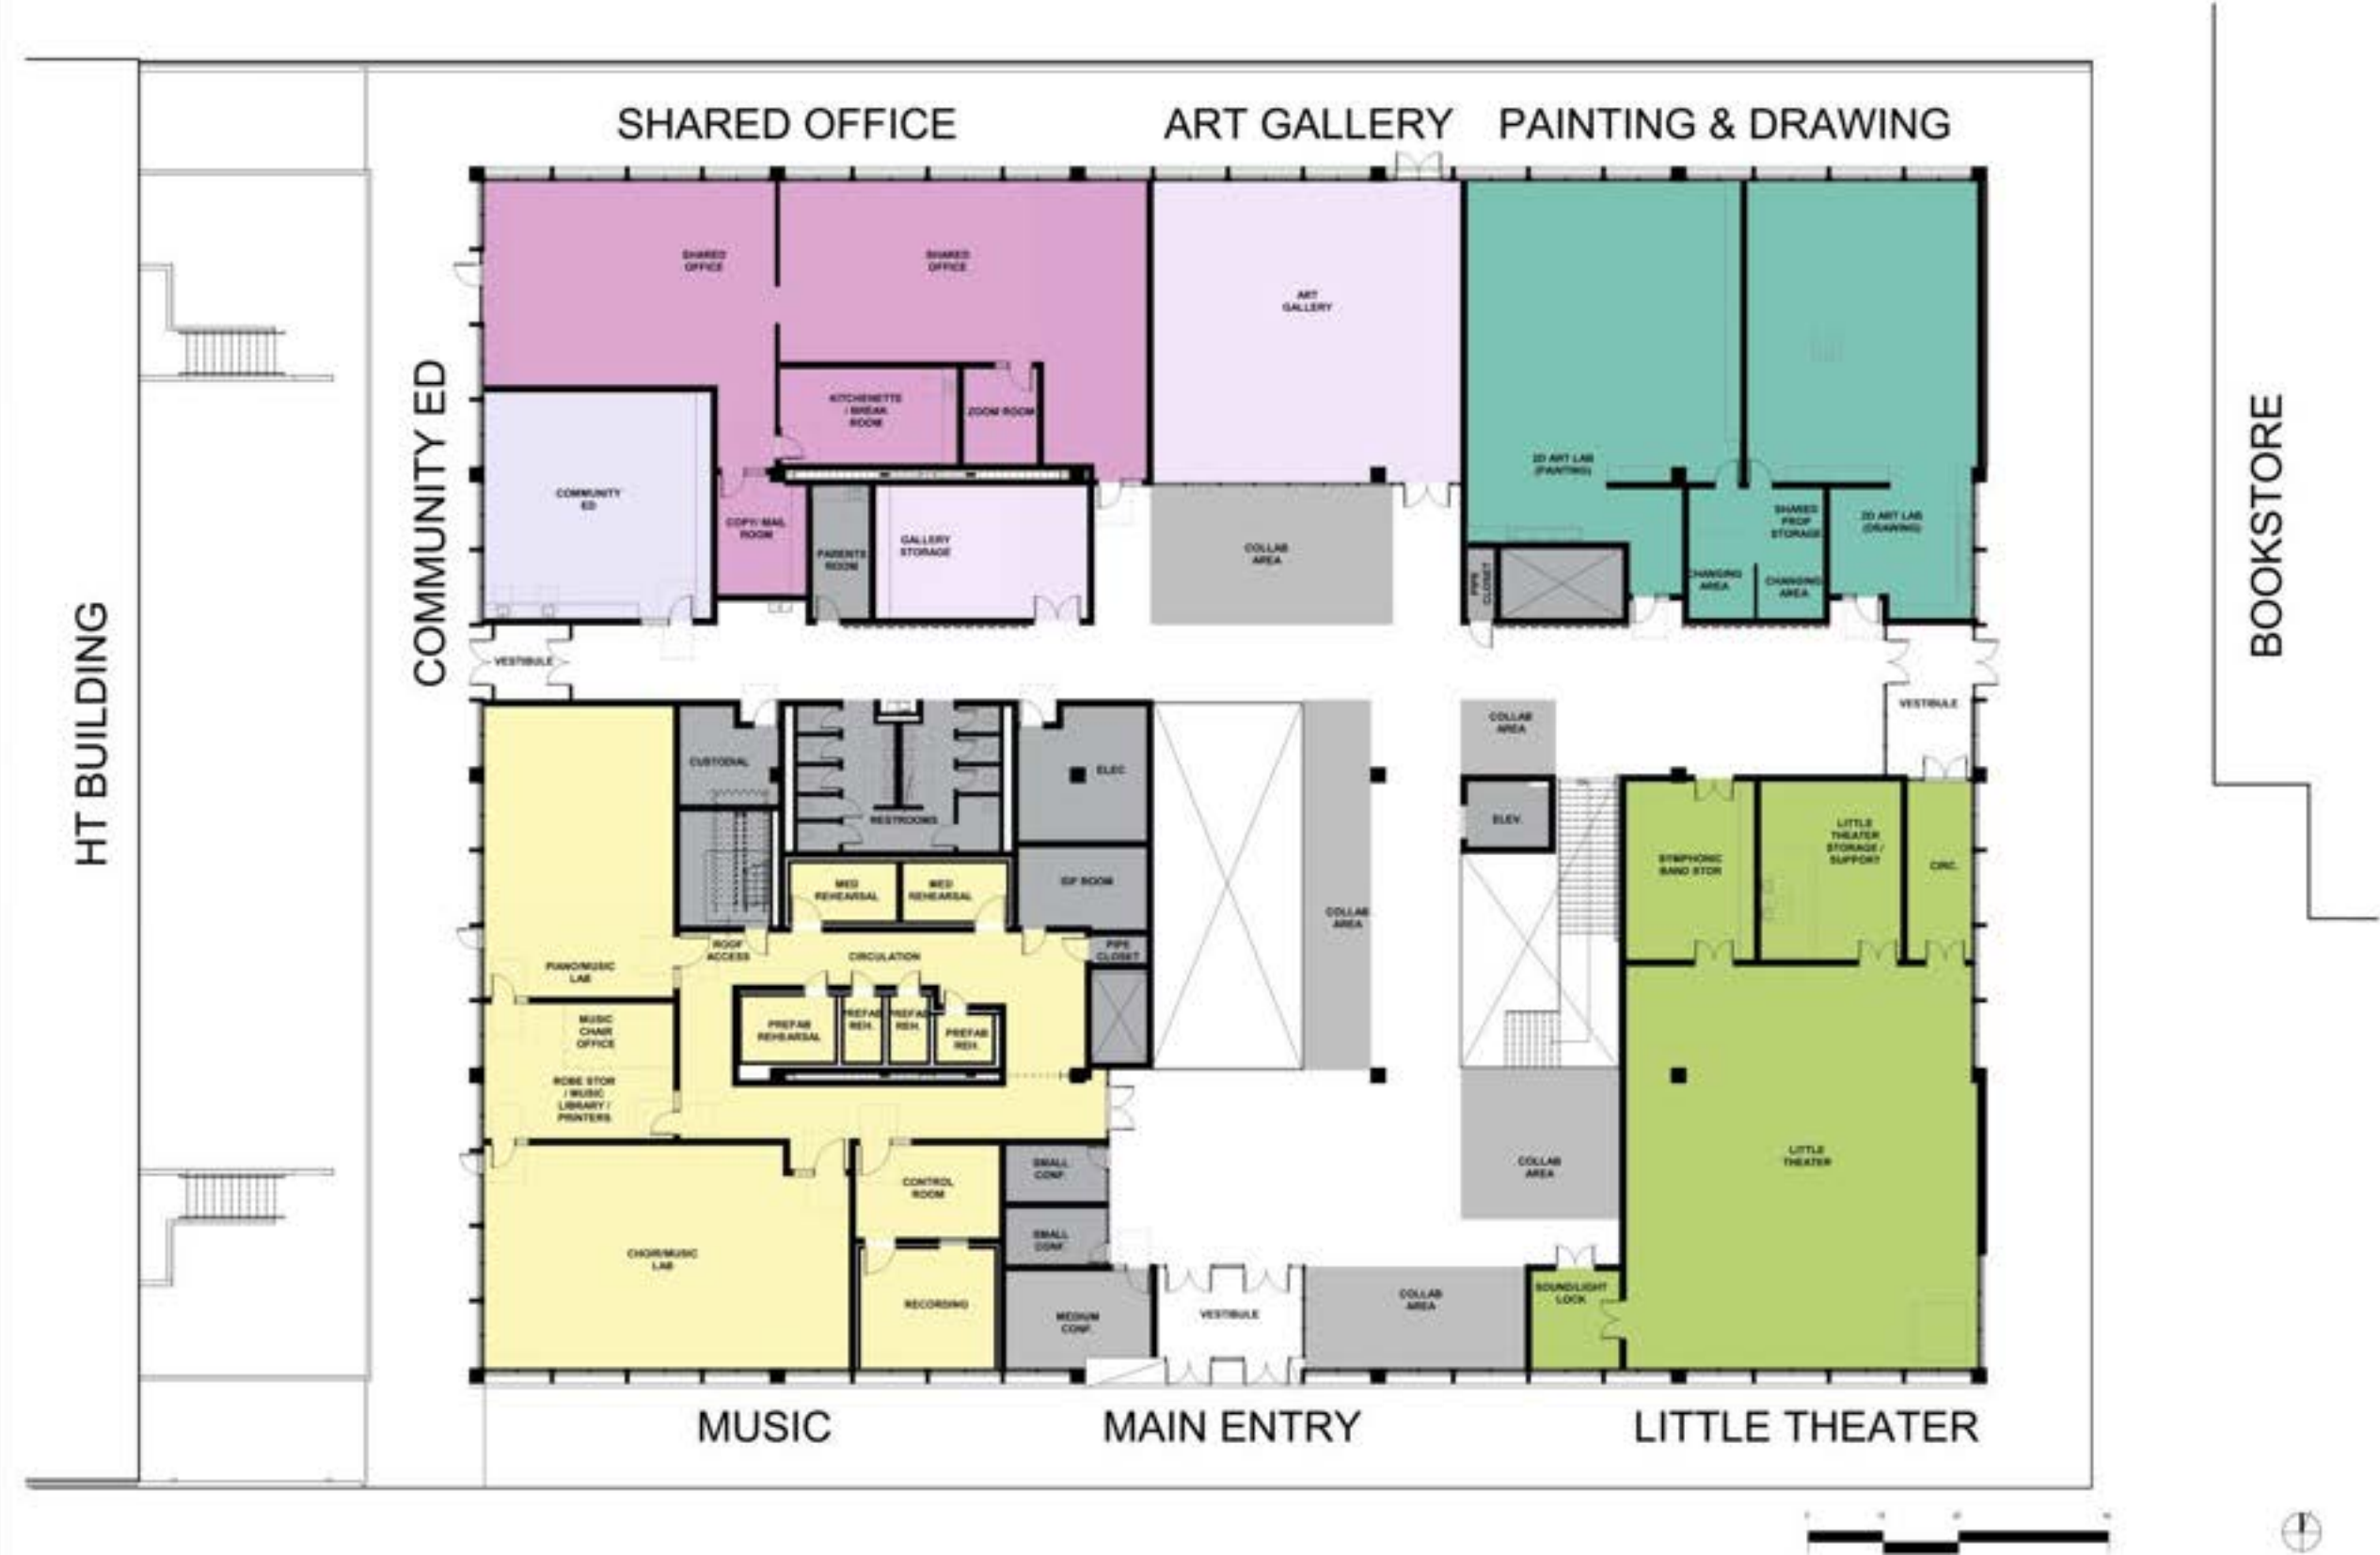 SHARED OFFICE
ART GALLERY
PAINTING & DRAWING
SHARED
OFFICE
SHARED
OFFICE
ART
GALLERY
KITCHENETTE
/ BREAK
ROOM
ZOOM ROOM
COMMUNITY ED
COMMUNITY
ED
COPY/ MAIL
ROOM
PARENTS
ROOM
GALLERY
STORAGE
COLLAB
AREA
2D ART LAB
(PAINTING)
SHARED
PROP
STORAGE
2D ART LAB
(DRAWING)
PIPE
CLOSET
CHANGING
AREA
CHANGING
AREA
HT BUILDING
BOOKSTORE
VESTIBULE
VESTIBULE
CUSTODIAL
RESTROOMS
ELEC
COLLAB
AREA
ELEV.
SYMPHONIC
BAND STOR
LITTLE
THEATER
STORAGE /
SUPPORT
CIRC.
MED
REHEARSAL
MED
REHEARSAL
IDF ROOM
COLLAB
AREA
ROOF
ACCESS
CIRCULATION
PIPE
CLOSET
PIANO/MUSIC
LAB
MUSIC
CHAIR
OFFICE
PREFAB
REHEARSAL
PREFAB
REH.
PREFAB
REH.
PREFAB
REH.
ROBE STOR
/ MUSIC
LIBRARY /
PRINTERS
CONTROL
ROOM
SMALL
CONF.
SMALL
CONF.
COLLAB
AREA
LITTLE
THEATER
CHOIR/MUSIC
LAB
RECORDING
MEDIUM
CONF.
VESTIBULE
COLLAB
AREA
SOUND/LIGHT
LOCK
MUSIC
MAIN ENTRY
LITTLE THEATER